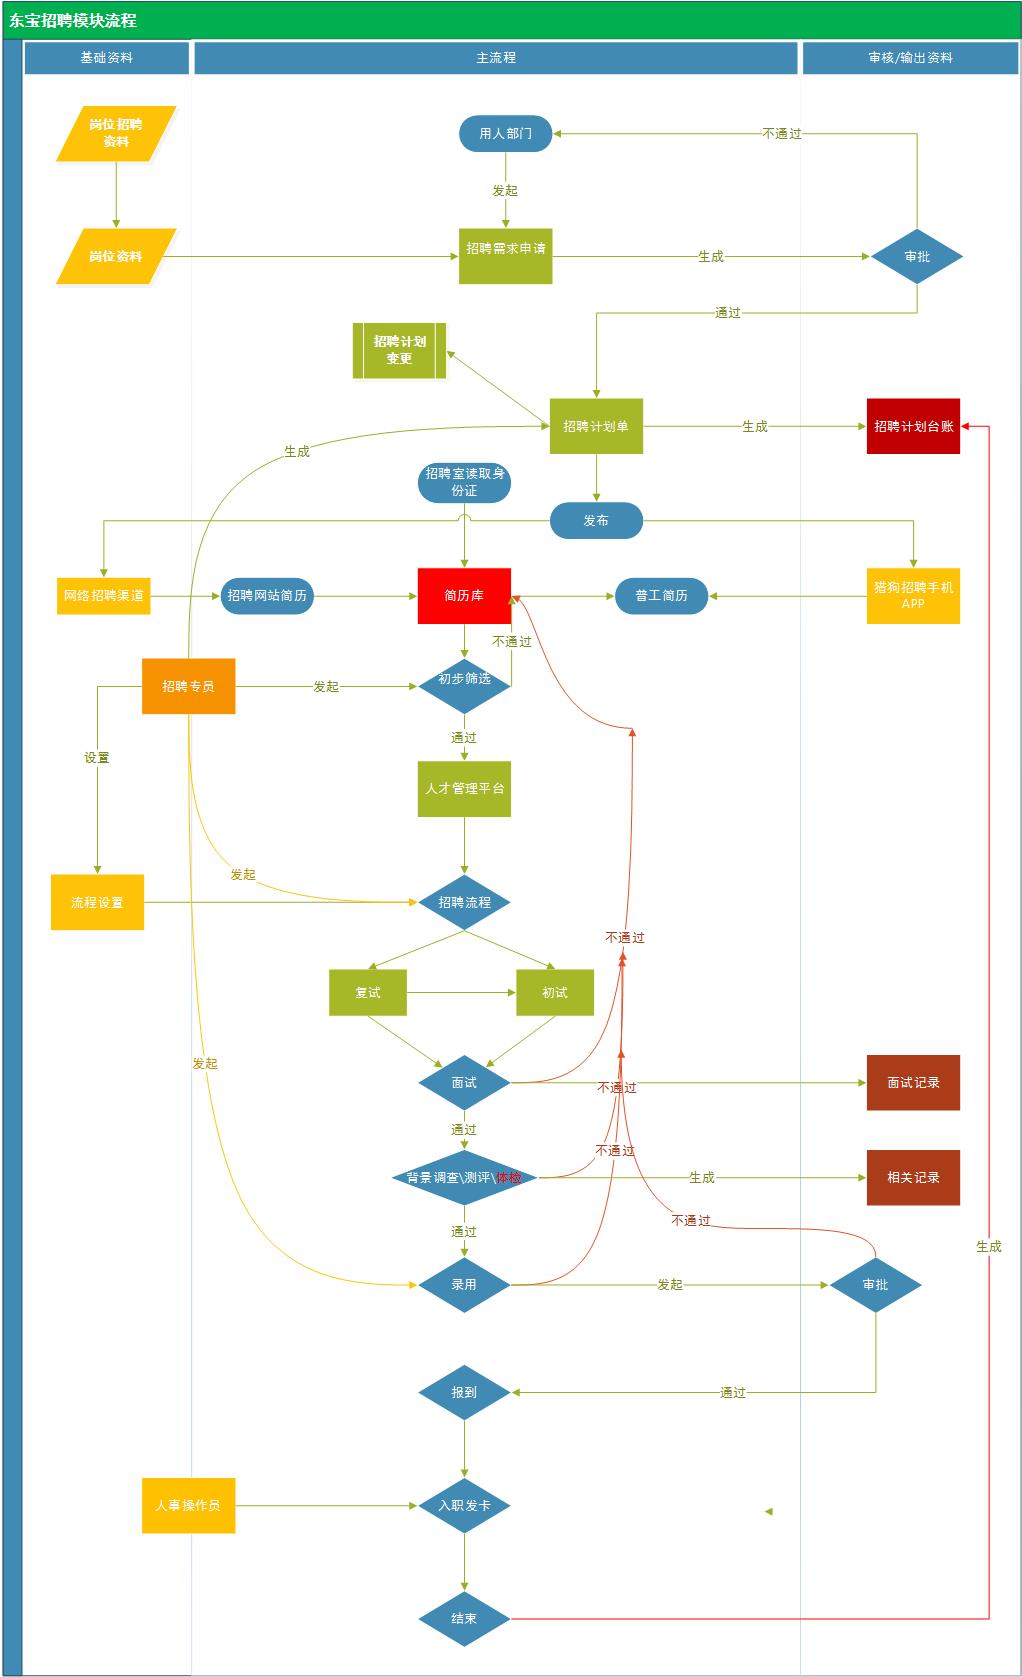 东宝招聘模块流程
基础资料
主流程
审核/输出资料
岗位招聘
资料
用人部门
不通过
发起
岗位资料
招聘需求申请
生成
审批
通过
招聘计划
变更
招聘计划单
生成
招聘计划台账
生成
招聘室读取身
份证
发布
网络招聘渠道
招聘网站简历
简历库
普工简历
猎狗招聘手机
APP
不通过
招聘专员
发起
初步筛选
通过
设置
人才管理平台
发起
流程设置
招聘流程
不通过
复试
初试
发起
面试
不通过
面试记录
通过
不通过
背景调查\测评\体检
生成
相关记录
不通过
通过
生成
录用
发起
审批
报到
通过
人事操作员
入职发卡
结束